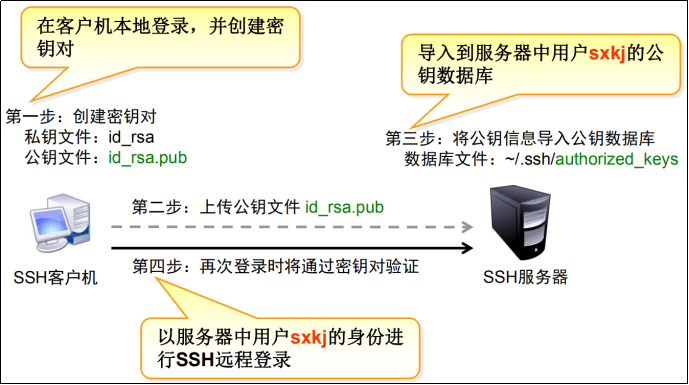 在客户机本地登录，并创建密
钥对
导入到服务器中用户sxkj的公
钥数据库
第一步：创建密钥对
私钥文件：id_rsa
公钥文件：id_rsa.pub
第三步：将公钥信息导入公钥数据库
数据库文件：~/.ssh/authorized_keys
第二步：上传公钥文件 id_rsa.pub
第四步：再次登录时将通过密钥对验证
SSH客户机
SSH服务器
以服务器中用户sxkj的身份进
行SSH远程登录